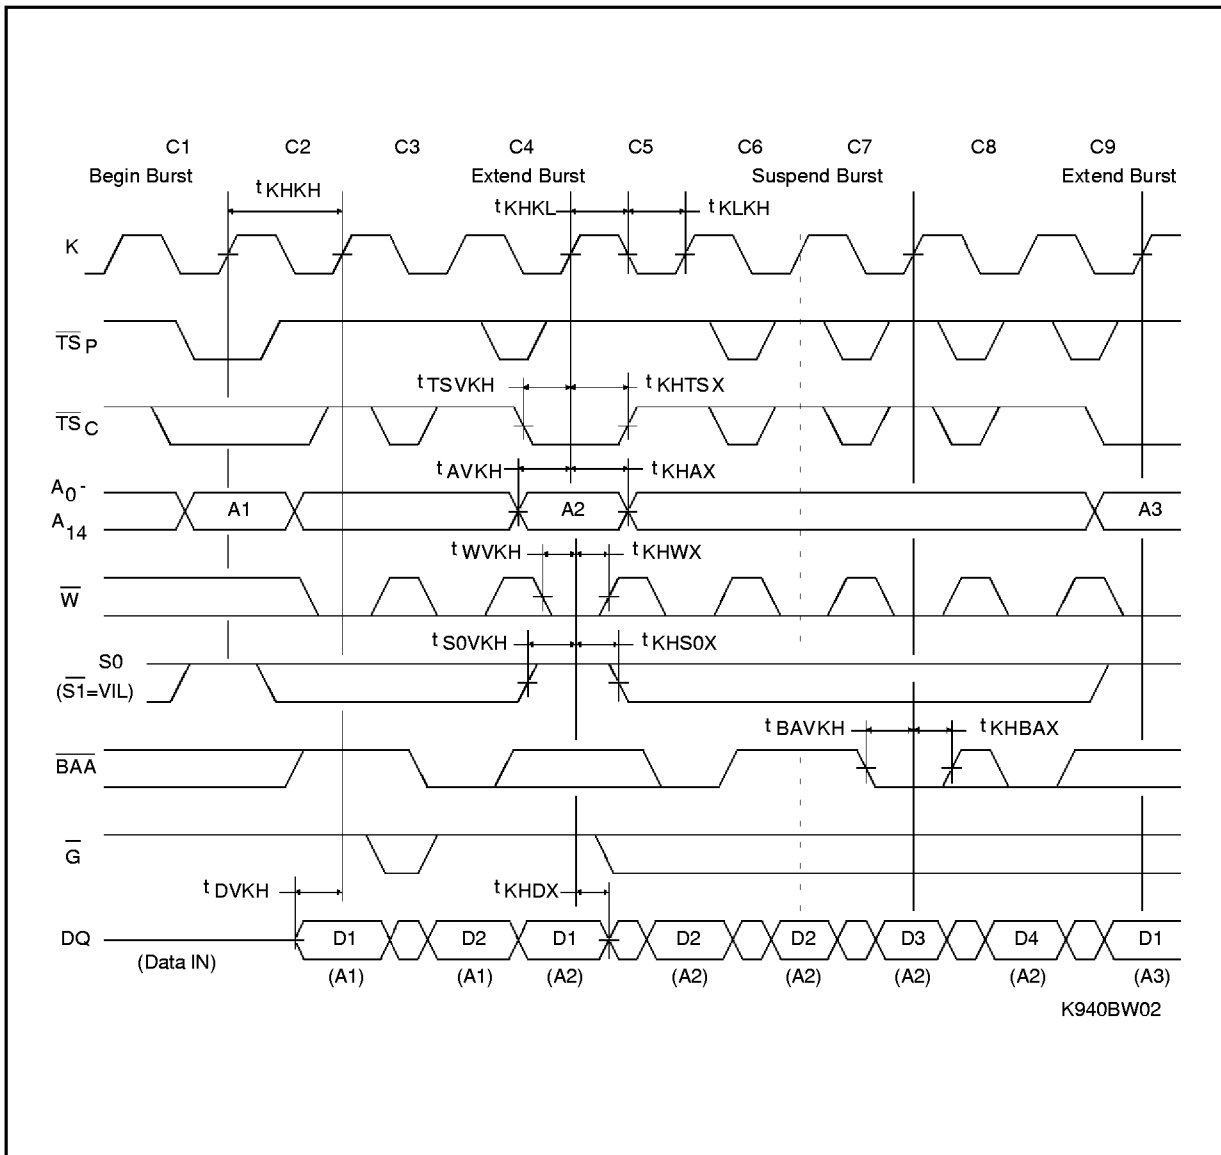 C1 C2 C3 C4 C5 C6 C7 C8 C9
Begin Burst Extend Burst Suspend Burst Extend Burst
t KHKH t KHKL t KLKH
K
TS P
t TSVKH t KHTSX
TS C
t AVKH t KHAX
A0 -
A14
A1 A2 A3
t WVKH t KHWX
W
t S0VKH t KHS0X
S0
(S1=VIL)
t BAVKH t KHBAX
BAA
G
t DVKH t KHDX
DQ D1 D2 D1 D2 D2 D3 D4 D1
(Data IN) (A1) (A1) (A2) (A2) (A2) (A2) (A2) (A3)
K940BW02